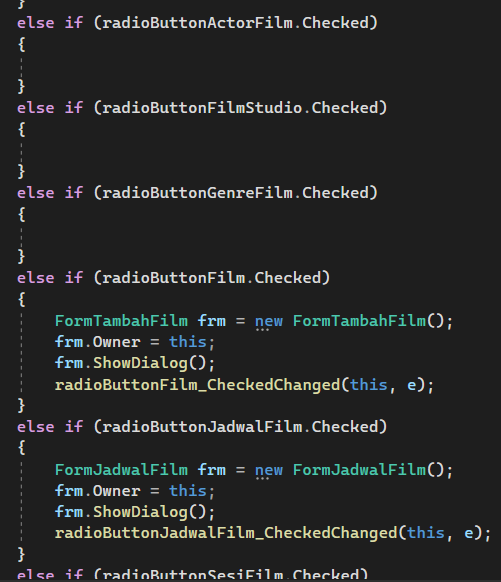 }
else if (radioButtonActorFilm.Checked)
{
}
else if (radioButtonFilmStudio.Checked)
{
}
else if (radioButtonGenreFilm.Checked)
{
}
else if (radioButtonFilm.Checked)
{
FormTambahFilm frm = new FormTambahFilm();
frm.Owner = this;
frm.ShowDialog();
radioButtonFilm_CheckedChanged(this, e);
}
else if (radioButtonJadwalFilm.Checked)
{
FormJadwalFilm frm = new FormJadwalFilm();
frm.Owner = this;
frm.ShowDialog();
radioButtonJadwalFilm_CheckedChanged(this, e);
}
else if (radioButtonSesiFilm.Checked)